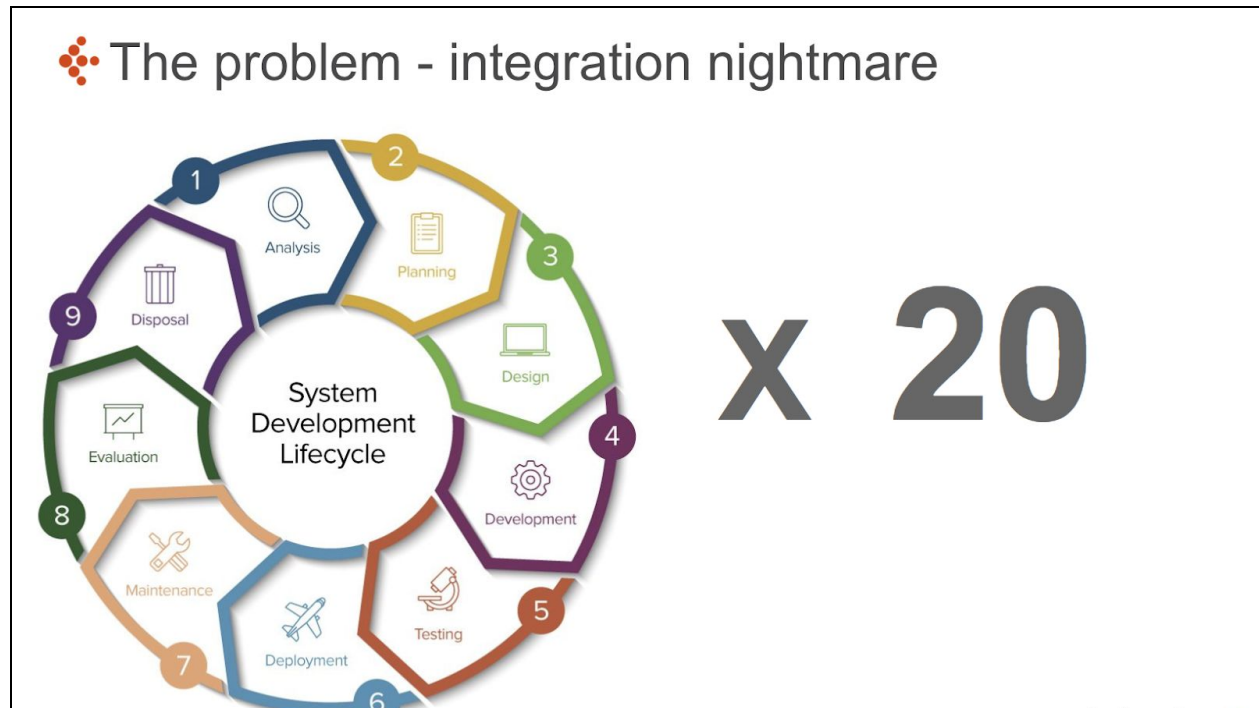 The problem - integration nightmare
1
Analysis
2
Planning
3
Design
4
Development
5
Testing
6
Deployment
7
Maintenance
8
Evaluation
9
Disposal
System
Development
Lifecycle
x 20